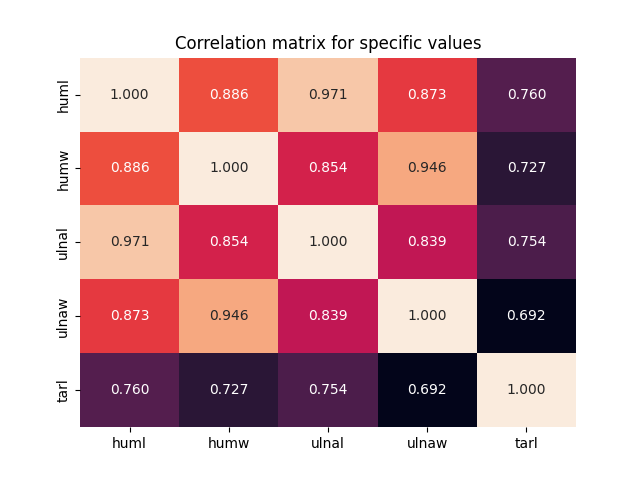 Correlation matrix for specific values
huml 1.000 0.886 0.971 0.873 0.760
humw 0.886 1.000 0.854 0.946 0.727
ulnal 0.971 0.854 1.000 0.839 0.754
ulnaw 0.873 0.946 0.839 1.000 0.692
tarl 0.760 0.727 0.754 0.692 1.000
huml humw ulnal ulnaw tarl